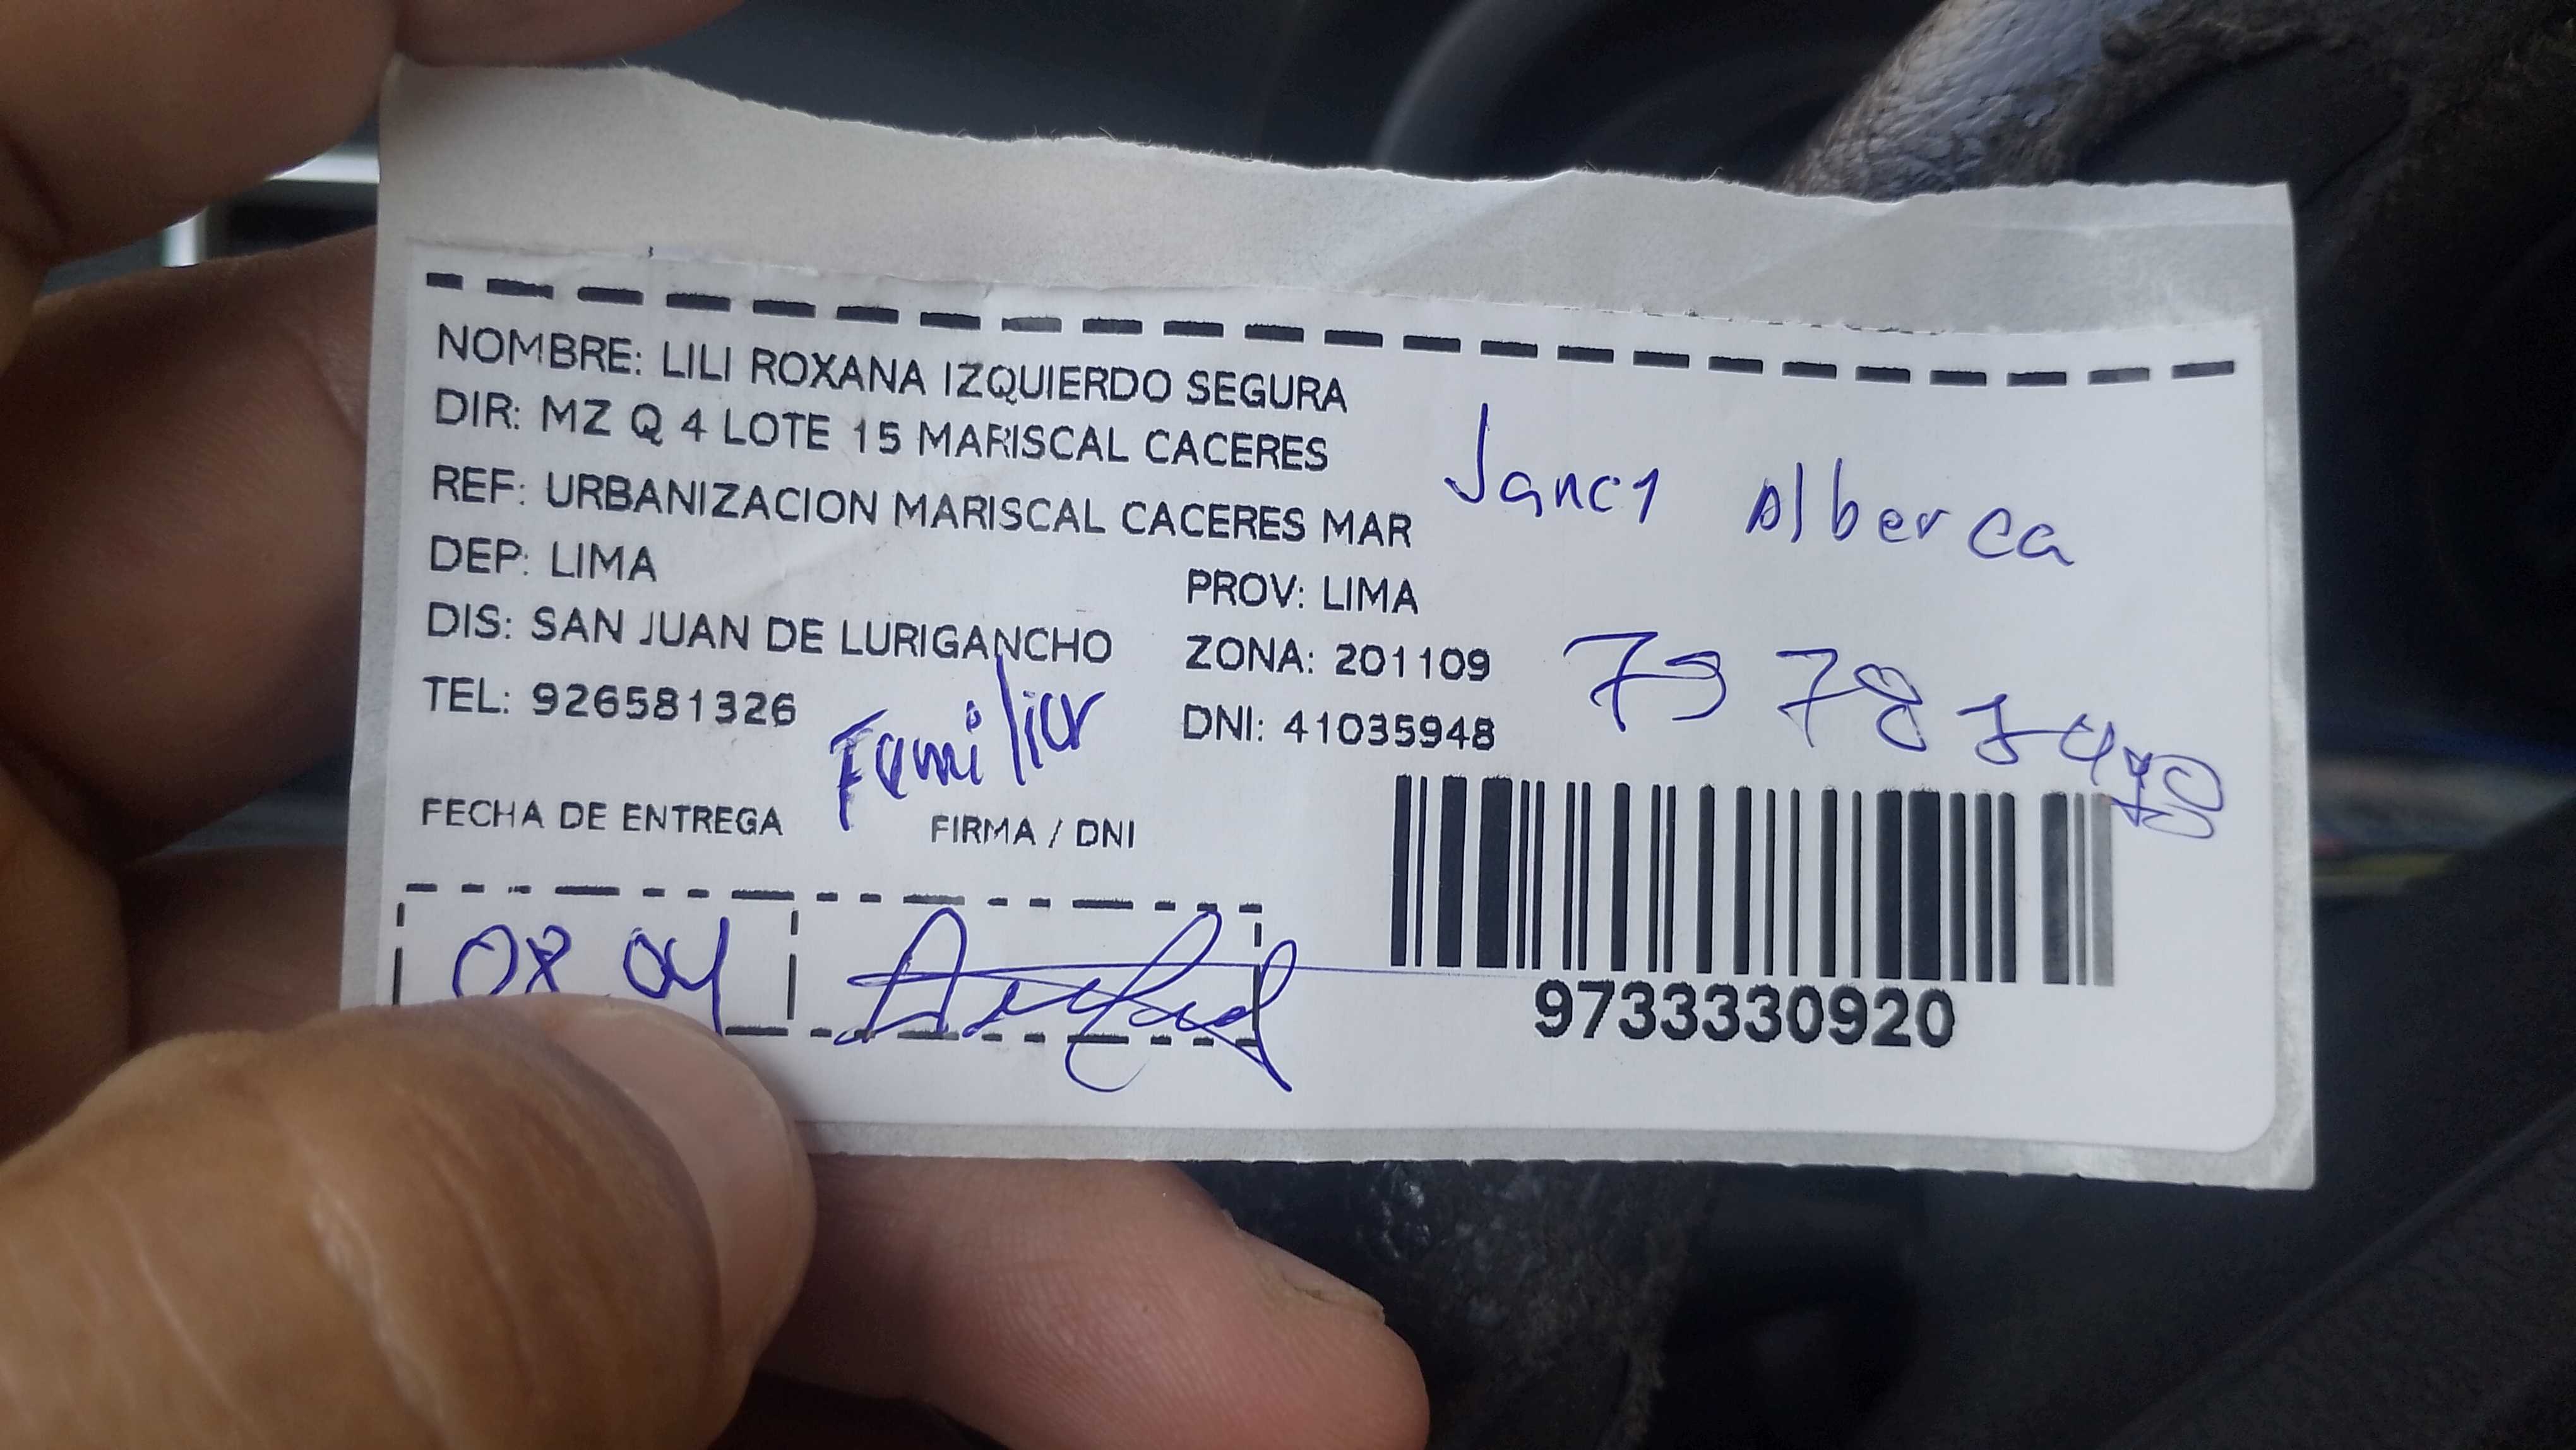 NOMBRE: LILI ROXANA IZQUIERDO SEGURA
DIR: MZ Q 4 LOTE 15 MARISCAL CACERES
REF: URBANIZACION MARISCAL CACERES MAR
Alberca
DEP: LIMA
PROV: LIMA
DIS: SAN JUAN DE LURIGANCHO
ZONA: 201109
TEL: 926581326
DNI: 41035948
Familiar
FECHA DE ENTREGA
FIRMA / DNI
08 04
9733330920